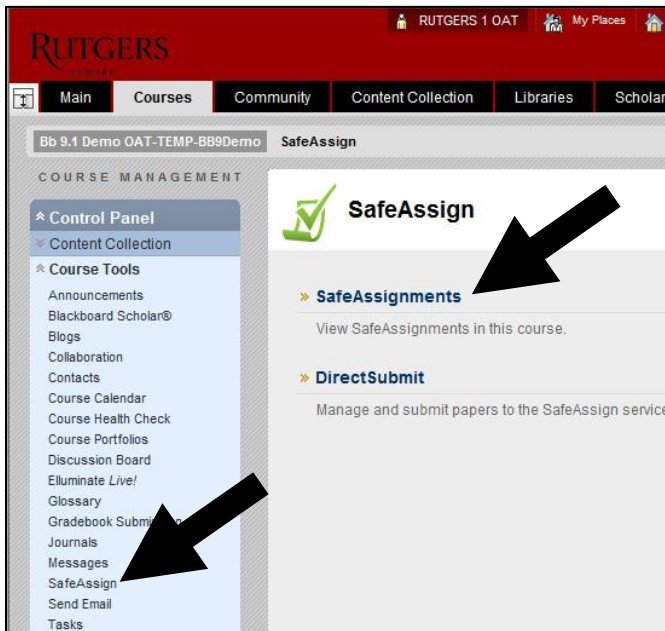 RUTGERS 1 OAT
My Places
RUTGERS
Main
Courses
Community
Content Collection
Libraries
Scholar
Bb 9.1 Demo OAT-TEMP-BB9Demo
SafeAssign
COURSE MANAGEMENT
Control Panel
Content Collection
Course Tools
Announcements
Blackboard Scholar®
Blogs
Collaboration
Contacts
Course Calendar
Course Health Check
Course Portfolios
Discussion Board
Elluminate Live!
Glossary
Gradebook
Journals
Messages
SafeAssign
Send Email
Tasks
SafeAssign
» SafeAssignments
View SafeAssignments in this course.
» DirectSubmit
Manage and submit papers to the SafeAssign service